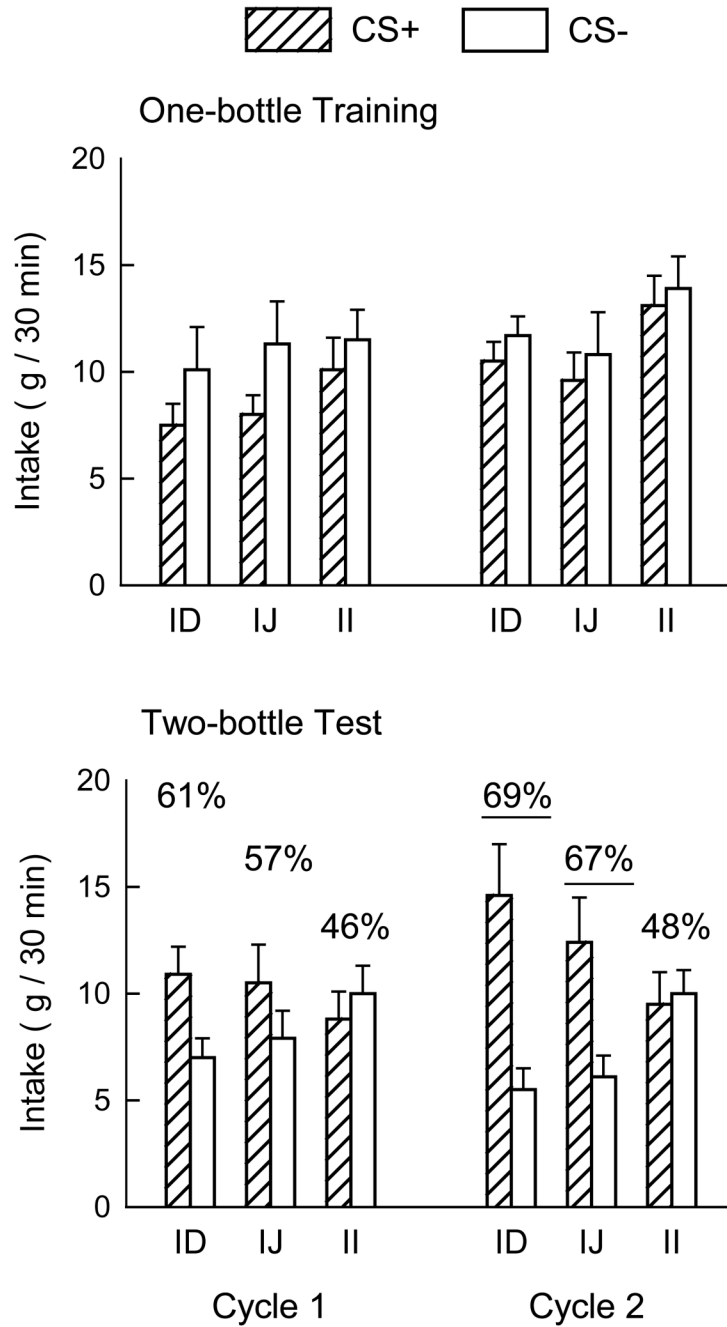 CS+ CS-
One-bottle Training
20
15
10
5
0
Intake ( g / 30 min)
ID IJ II ID IJ II
Two-bottle Test
20
15
10
5
0
Intake ( g / 30 min)
61% 69%
57% 67%
46% 48%
ID IJ II ID IJ II
Cycle 1 Cycle 2